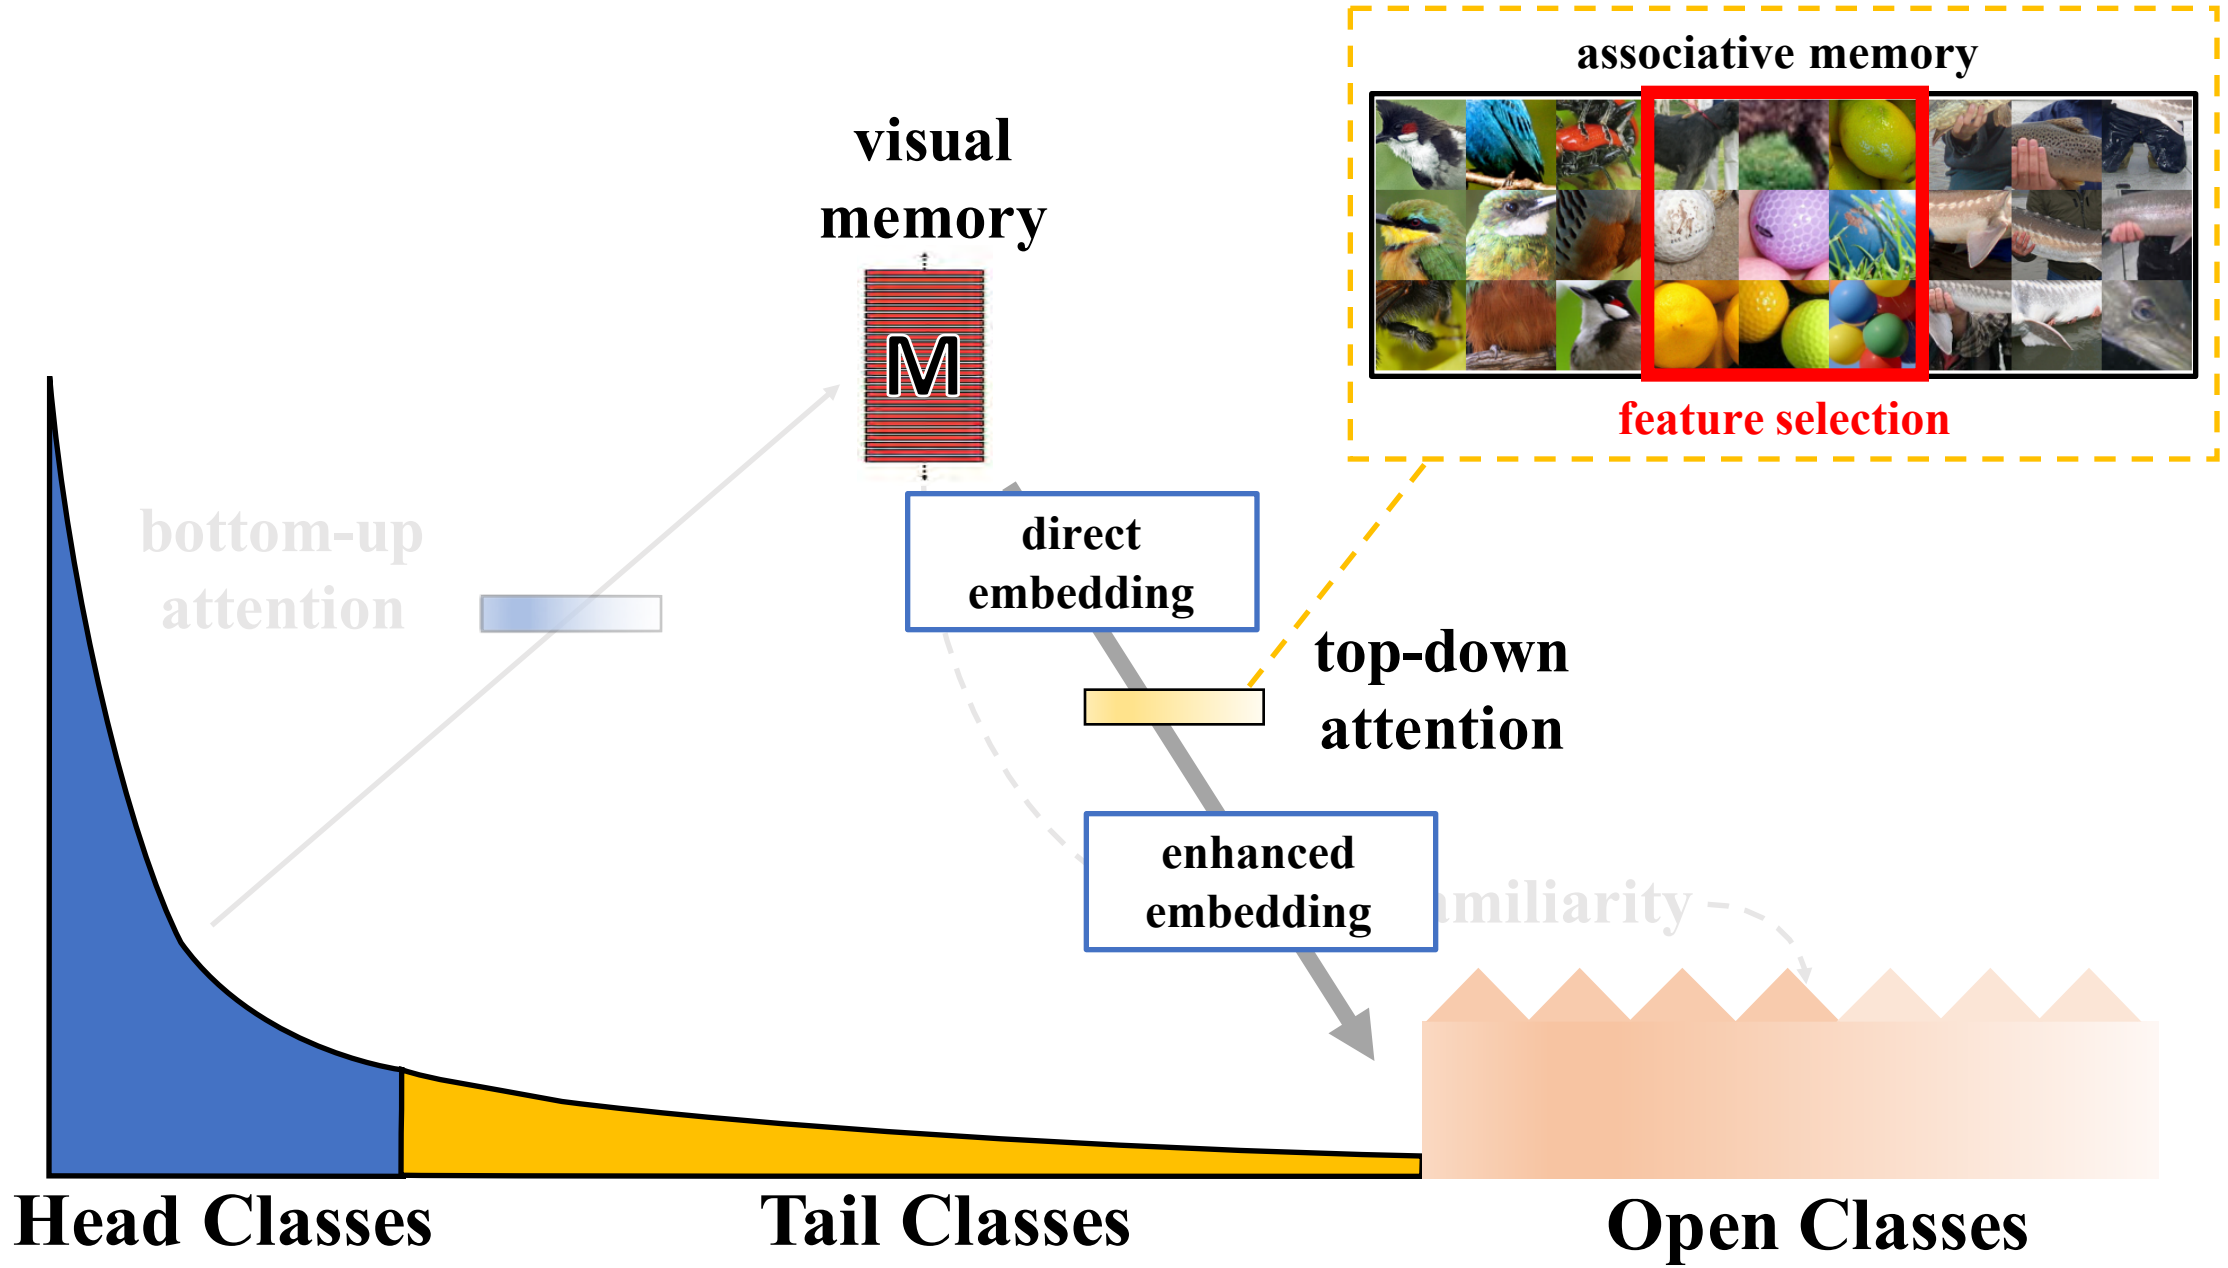 associative memory
feature selection
visual
memory
M
bottom-up
attention
direct
embedding
top-down
attention
enhanced
embedding
amiliarity
Head Classes
Tail Classes
Open Classes